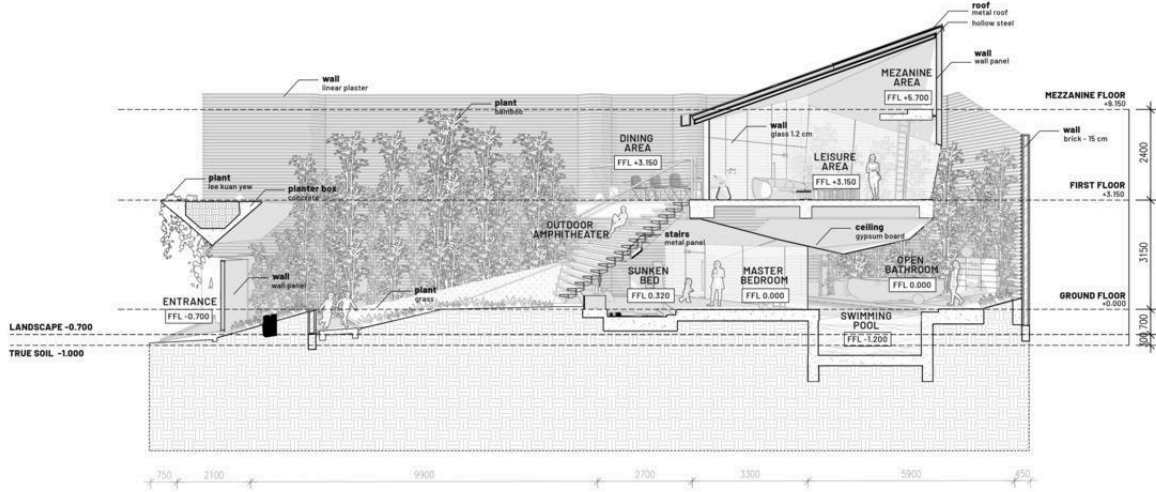 roof
metal roof
hollow steel
wall
wall panel
MEZANINE
AREA
FFL +5.700
wall
linear plaster
MEZZANINE FLOOR
+9.150
plant
bamboo
wall
glass 1.2 cm
wall
brick - 15 cm
DINING
AREA
FFL +3.150
LEISURE
AREA
FFL +3.150
2400
plant
lee kuan yew
planter box
concrete
FIRST FLOOR
+3.150
OUTDOOR
AMPHITHEATER
stairs
metal panel
ceiling
gypsum board
3150
wall
wall panel
SUNKEN
BED
FFL 0.320
MASTER
BEDROOM
FFL 0.000
OPEN
BATHROOM
FFL 0.000
plant
grass
ENTRANCE
FFL -0.700
GROUND FLOOR
+0.000
SWIMMING
POOL
FFL -1.200
LANDSCAPE -0.700
700
TRUE SOIL -1.000
300
750 2100 9900 2700 3300 5900 450